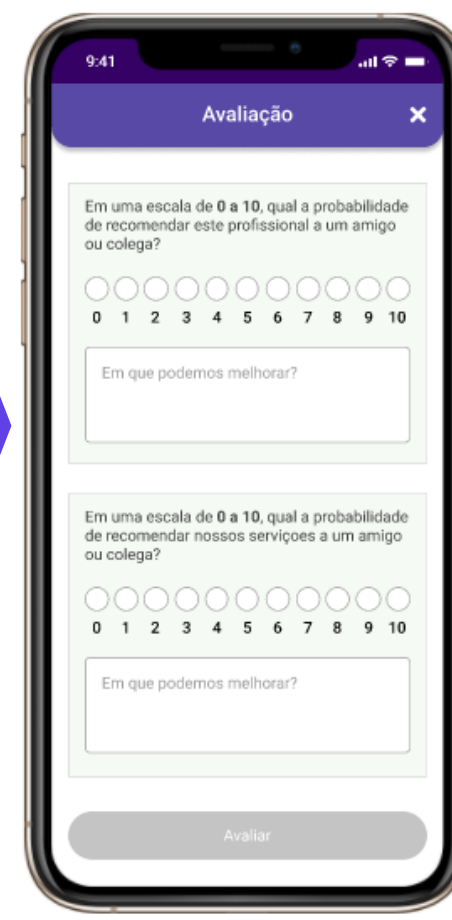 9:41
Avaliação
Em uma escala de 0 a 10, qual a probabilidade
de recomendar este profissional a um amigo
ou colega?
0 1 2 3 4 5 6 7 8 9 10
Em que podemos melhorar?
Em uma escala de 0 a 10, qual a probabilidade
de recomendar nossos serviçoes a um amigo
ou colega?
0 1 2 3 4 5 6 7 8 9 10
Em que podemos melhorar?
Avaliar